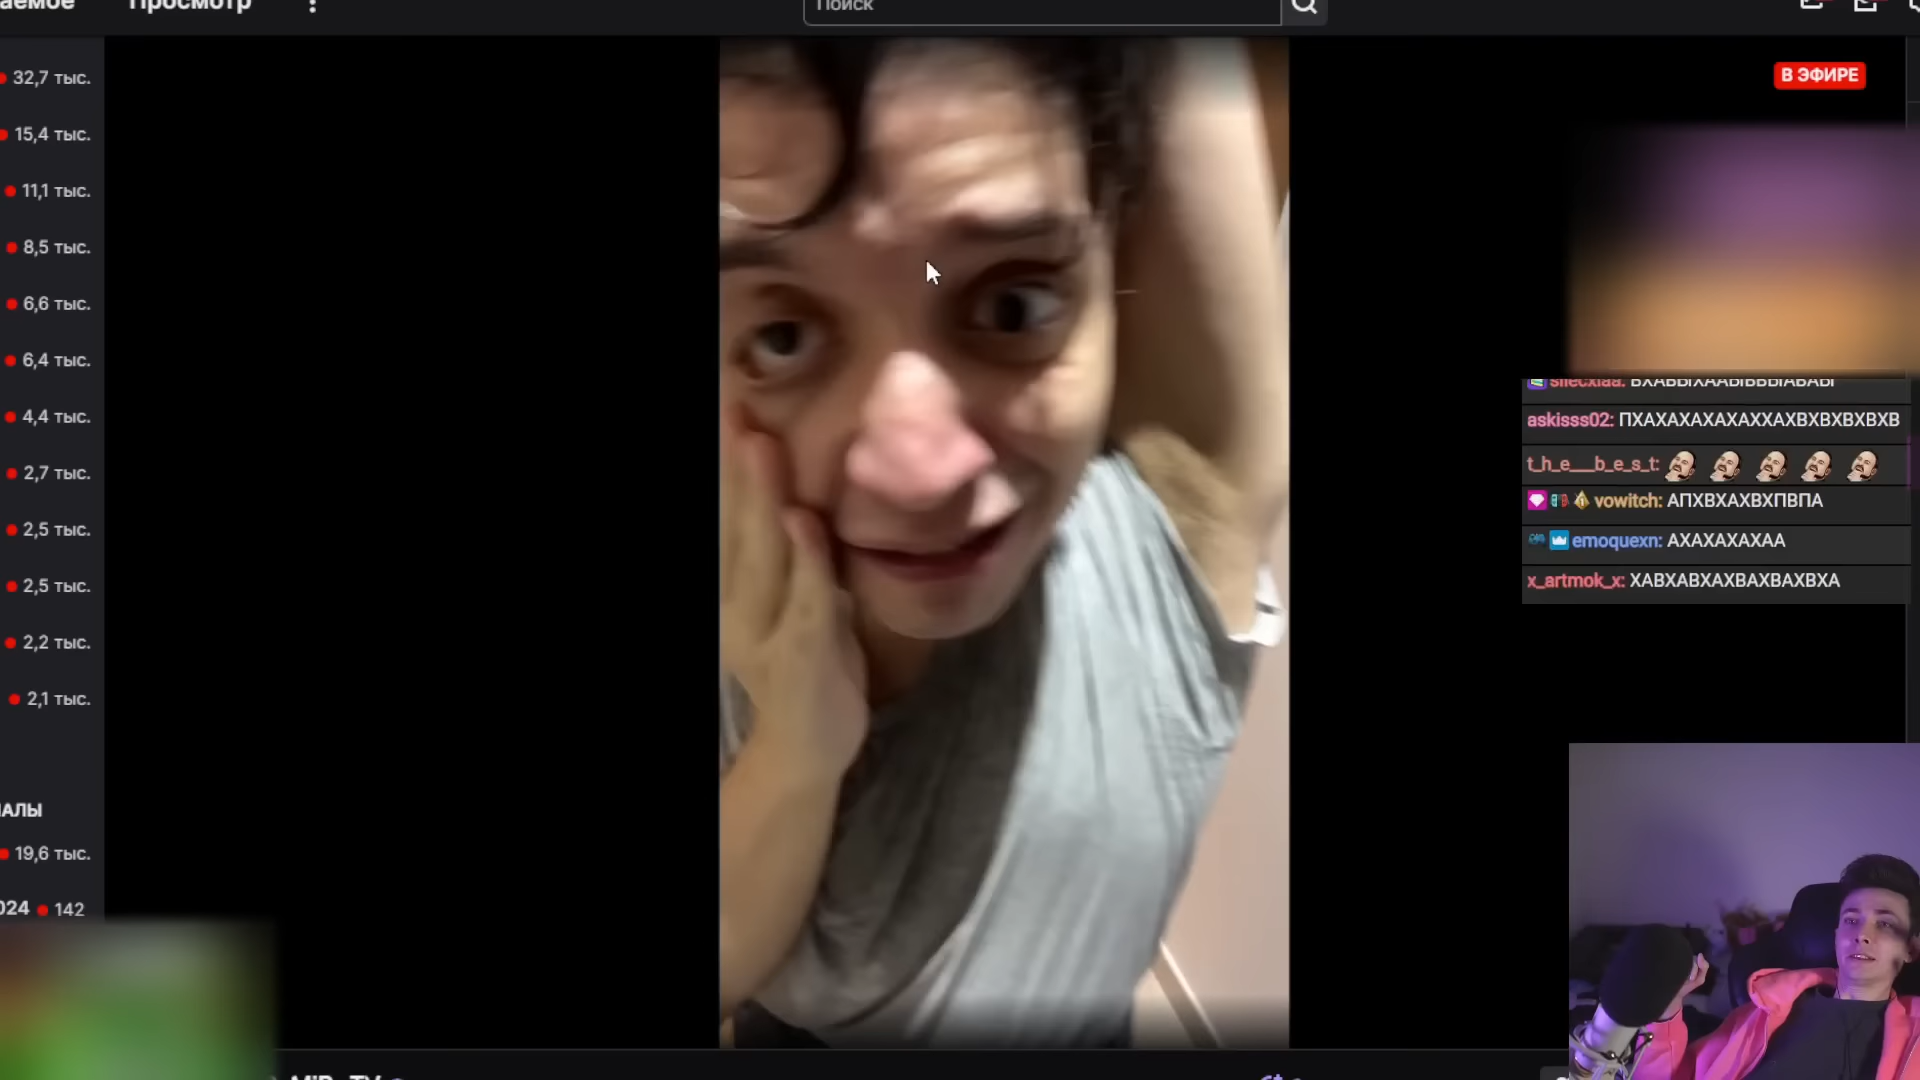 Просмотр
Поиск
32,7 тыс.
15,4 тыс.
11,1 тыс.
8,5 тыс.
6,6 тыс.
6,4 тыс.
4,4 тыс.
2,7 тыс.
2,5 тыс.
2,5 тыс.
2,2 тыс.
2,1 тыс.
19,6 тыс.
024 142
В ЭФИРЕ
askisss02: ПХАХАХАХАХАХХАХВХВХВХВХВ
t_h_e___b_e_s_t:
vowitch: АПХВХАХВХПВПА
emoquexn: АХАХАХАХАА
x_artmok_x: ХАВХАВХАХВАХВАХВХА